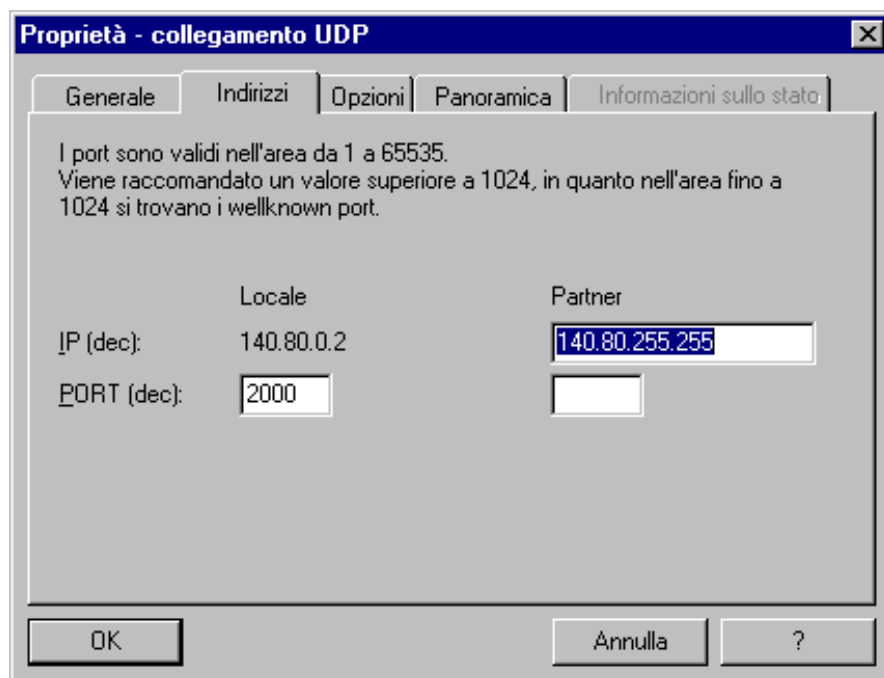 Proprietà - collegamento UDP
Generale Indirizzi Opzioni Panoramica Informazioni sullo stato
I port sono validi nell'area da 1 a 65535.
Viene raccomandato un valore superiore a 1024, in quanto nell'area fino a
1024 si trovano i wellknown port.
Locale Partner
IP (dec): 140.80.0.2 140.80.255.255
PORT (dec): 2000
OK Annulla ?